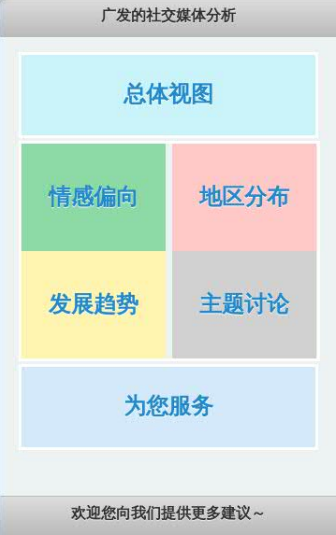 广发的社交媒体分析
总体视图
情感偏向
地区分布
发展趋势
主题讨论
为您服务
欢迎您向我们提供更多建议～